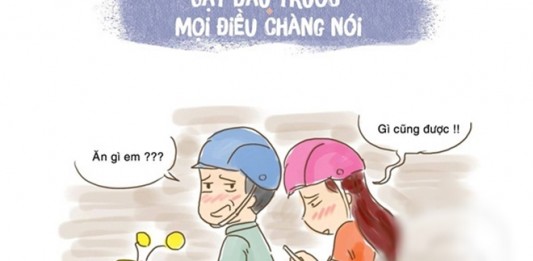 MỌI ĐIỀU CHÀNG NÓI
Ăn gì em ???
Gì cũng được !!